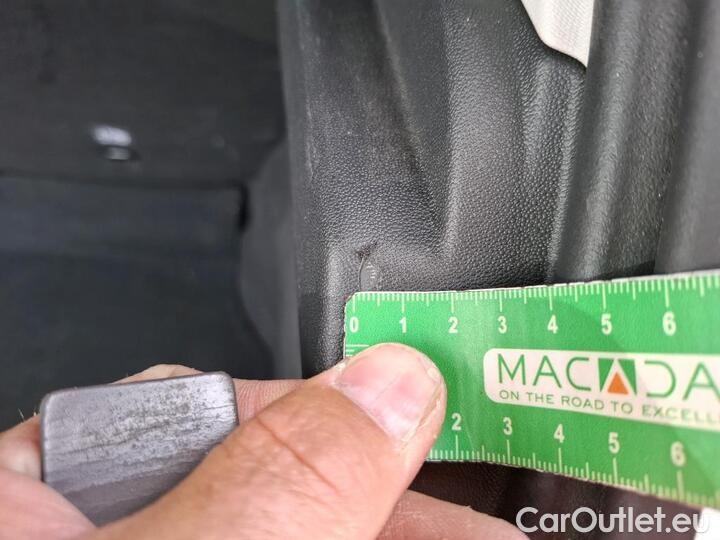 0 1 2 3 4 5 6
MACADA
ON THE ROAD TO EXCELL
2 3 4 5 6
CarOutlet.eu